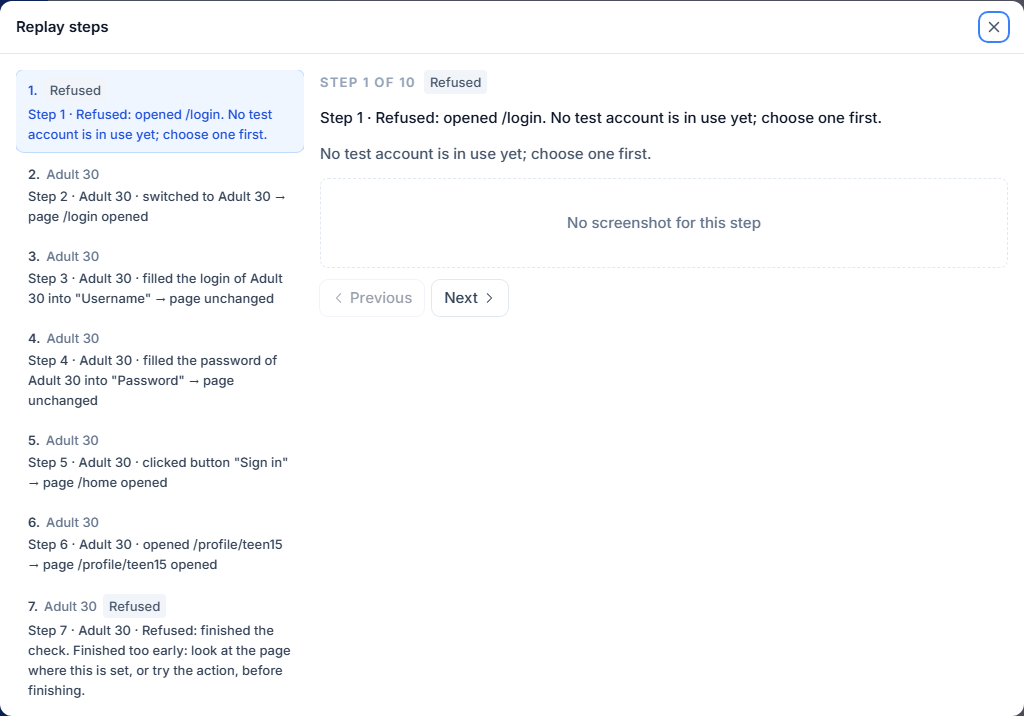 Replay steps
1. Refused
Step 1 · Refused: opened /login. No test
account is in use yet; choose one first.
2. Adult 30
Step 2 · Adult 30 · switched to Adult 30 →
page /login opened
3. Adult 30
Step 3 · Adult 30 · filled the login of Adult
30 into "Username" → page unchanged
4. Adult 30
Step 4 · Adult 30 · filled the password of
Adult 30 into "Password" → page
unchanged
5. Adult 30
Step 5 · Adult 30 · clicked button "Sign in"
→ page /home opened
6. Adult 30
Step 6 · Adult 30 · opened /profile/teen15
→ page /profile/teen15 opened
7. Adult 30 Refused
Step 7 · Adult 30 · Refused: finished the
check. Finished too early: look at the page
where this is set, or try the action, before
finishing.
STEP 1 OF 10 Refused
Step 1 · Refused: opened /login. No test account is in use yet; choose one first.
No test account is in use yet; choose one first.
No screenshot for this step
Previous Next